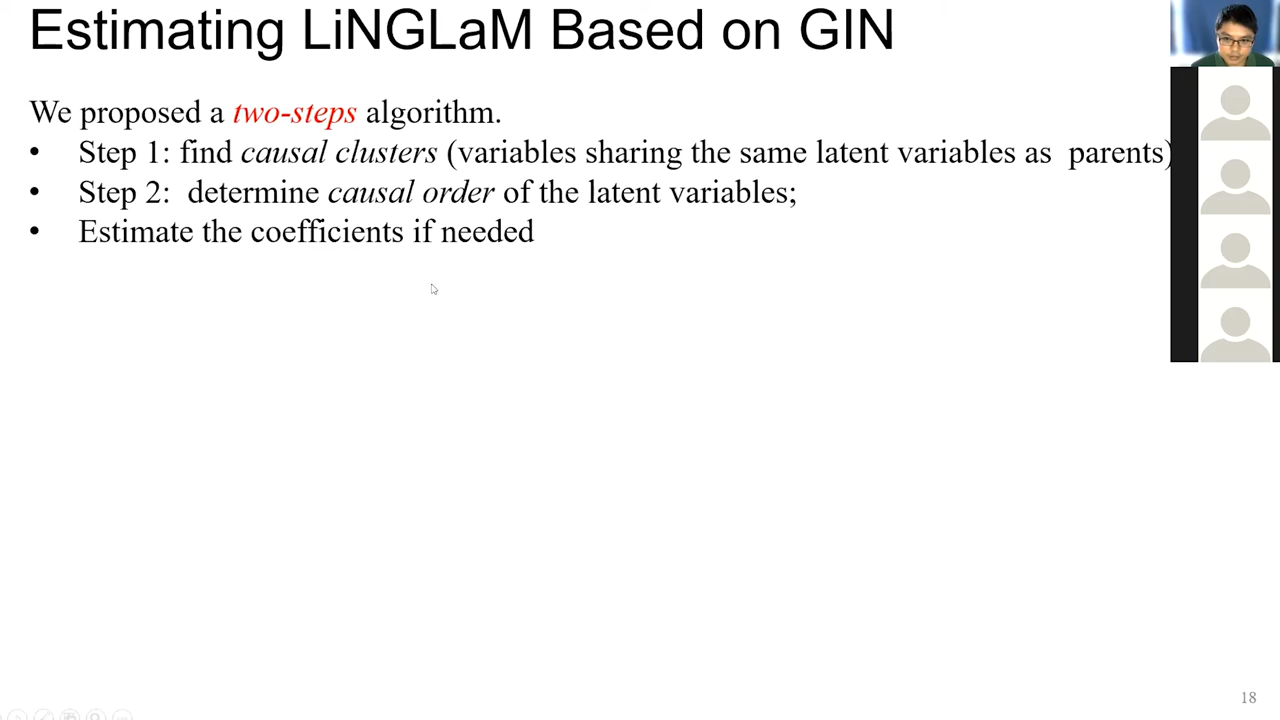 Estimating LiNGLaM Based on GIN
We proposed a two-steps algorithm.
• Step 1: find causal clusters (variables sharing the same latent variables as parents)
• Step 2: determine causal order of the latent variables;
• Estimate the coefficients if needed
18